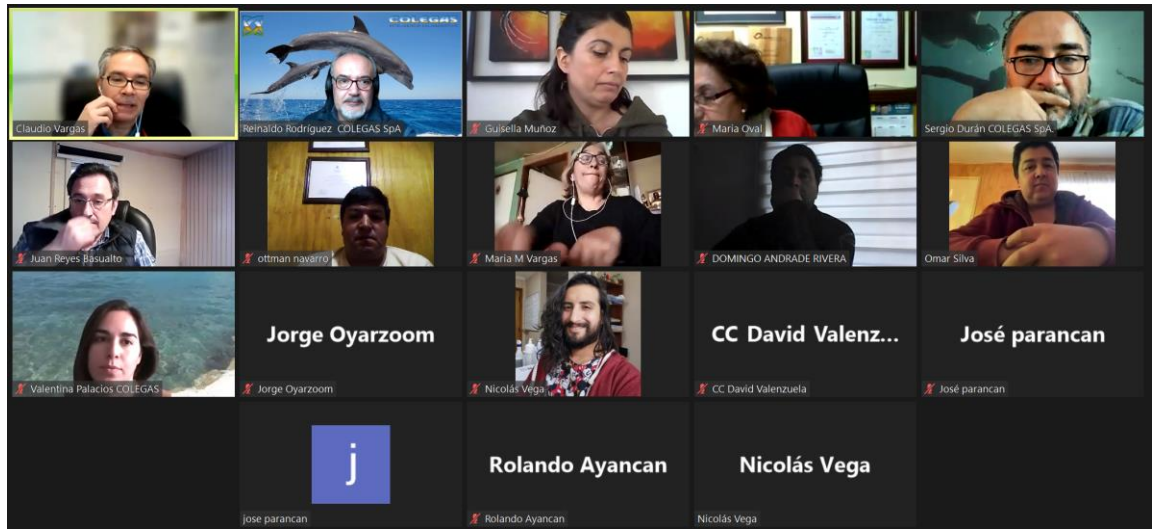 COLEGAS
Claudio Vargas
Reinaldo Rodríguez COLEGAS SpA
Guisella Muñoz
Maria Oval
Sergio Durán COLEGAS SpA.
Juan Reyes Basualto
ottman navarro
Maria M Vargas
DOMINGO ANDRADE RIVERA
Omar Silva
Valentina Palacios COLEGAS
Jorge Oyarzoom
Jorge Oyarzoom
Nicolás Vega
CC David Valenz...
CC David Valenzuela
José parancan
José parancan
j
jose parancan
Rolando Ayancan
Rolando Ayancan
Nicolás Vega
Nicolás Vega